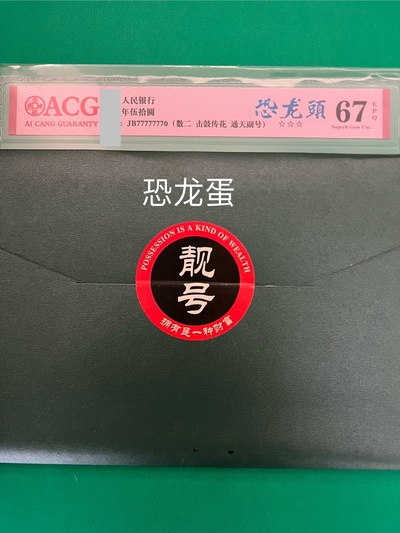 ACG
AI CANG GUARANTY
人民银行
年伍拾圆
JB77777770 (数二 击鼓传花 通天副号) ☆☆☆
恐龙頭
67
EPQ
Superb Gem Unc
恐龙蛋
POSSESSION IS A KIND OF WEALTH
靓号
拥有是一种财富